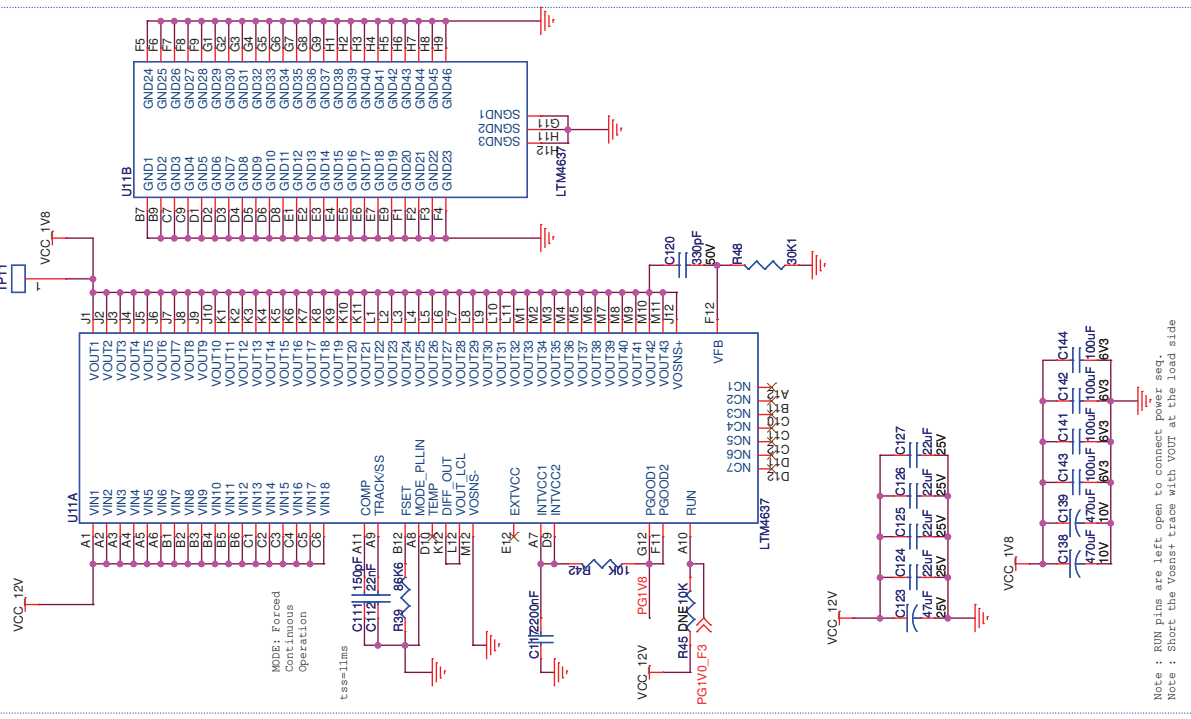 U11B
LTM4637
F5
F6
F7
F8
F9
G1
G2
G3
G4
G5
G6
G7
G8
G9
H1
H2
H3
H4
H5
H6
H7
H8
H9
GND24
GND25
GND26
GND27
GND28
GND29
GND30
GND31
GND32
GND33
GND34
GND35
GND36
GND37
GND38
GND39
GND40
GND41
GND42
GND43
GND44
GND45
GND46
SGND1
SGND2
SGND3
G11
H11
H12
GND1
GND2
GND3
GND4
GND5
GND6
GND7
GND8
GND9
GND10
GND11
GND12
GND13
GND14
GND15
GND16
GND17
GND18
GND19
GND20
GND21
GND22
GND23
B7
B9
C7
C9
D1
D2
D3
D4
D5
D6
D8
E1
E2
E3
E4
E5
E6
E7
E9
F1
F2
F3
F4
VCC_1V8
1
C120
330pF
50V
R48
30K1
J1
J2
J3
J4
J5
J6
J7
J8
J9
J10
K1
K2
K3
K4
K5
K6
K7
K8
K9
K10
K11
L1
L2
L3
L4
L5
L6
L7
L8
L9
L10
L11
M1
M2
M3
M4
M5
M6
M7
M8
M9
M10
M11
J12
F12
VOUT1
VOUT2
VOUT3
VOUT4
VOUT5
VOUT6
VOUT7
VOUT8
VOUT9
VOUT10
VOUT11
VOUT12
VOUT13
VOUT14
VOUT15
VOUT16
VOUT17
VOUT18
VOUT19
VOUT20
VOUT21
VOUT22
VOUT23
VOUT24
VOUT25
VOUT26
VOUT27
VOUT28
VOUT29
VOUT30
VOUT31
VOUT32
VOUT33
VOUT34
VOUT35
VOUT36
VOUT37
VOUT38
VOUT39
VOUT40
VOUT41
VOUT42
VOUT43
VOSNS+
VFB
NC1
NC2
NC3
NC4
NC5
NC6
NC7
A12
B11
C10
C11
C12
D11
D12
U11A
LTM4637
VIN1
VIN2
VIN3
VIN4
VIN5
VIN6
VIN7
VIN8
VIN9
VIN10
VIN11
VIN12
VIN13
VIN14
VIN15
VIN16
VIN17
VIN18
COMP
TRACK/SS
FSET
MODE_PLLIN
TEMP
DIFF_OUT
VOUT_LCL
VOSNS-
EXTVCC
INTVCC1
INTVCC2
PGOOD1
PGOOD2
RUN
A1
A2
A3
A4
A5
A6
B1
B2
B3
B4
B5
B6
C1
C2
C3
C4
C5
C6
A11
A9
B12
A8
D10
K12
L12
M12
E12
A7
D9
G12
F11
A10
VCC_12V
MODE: Forced
Continuous
Operation
tss=11ms
C111
150pF
C112
22nF
R39
86K6
C117
2200nF
R42
10K
PG1V8
R45
DNE
10K
VCC_12V
PG1V0_F3
VCC_12V
C123
47uF
25V
C124
22uF
25V
C125
22uF
25V
C126
22uF
25V
C127
22uF
25V
VCC_1V8
C138
470uF
10V
C139
470uF
10V
C143
100uF
6V3
C141
100uF
6V3
C142
100uF
6V3
C144
100uF
6V3
Note : RUN pins are left open to connect power seq.
Note : Short the Vosns+ trace with VOUT at the load side